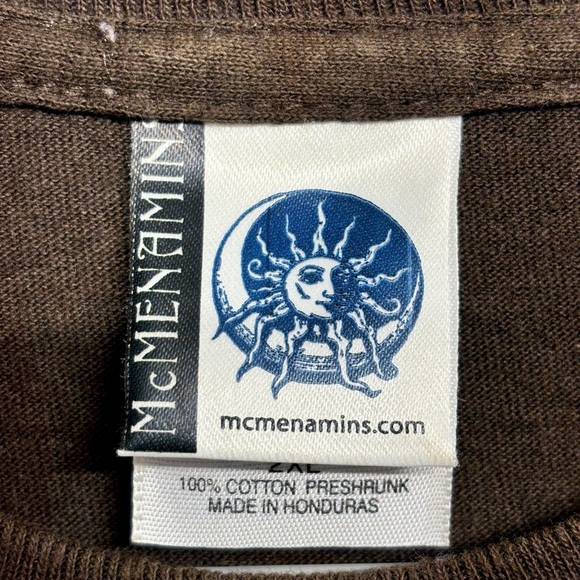 McMENAMINS
mcmenamins.com
2XL
100% COTTON PRESHRUNK
MADE IN HONDURAS